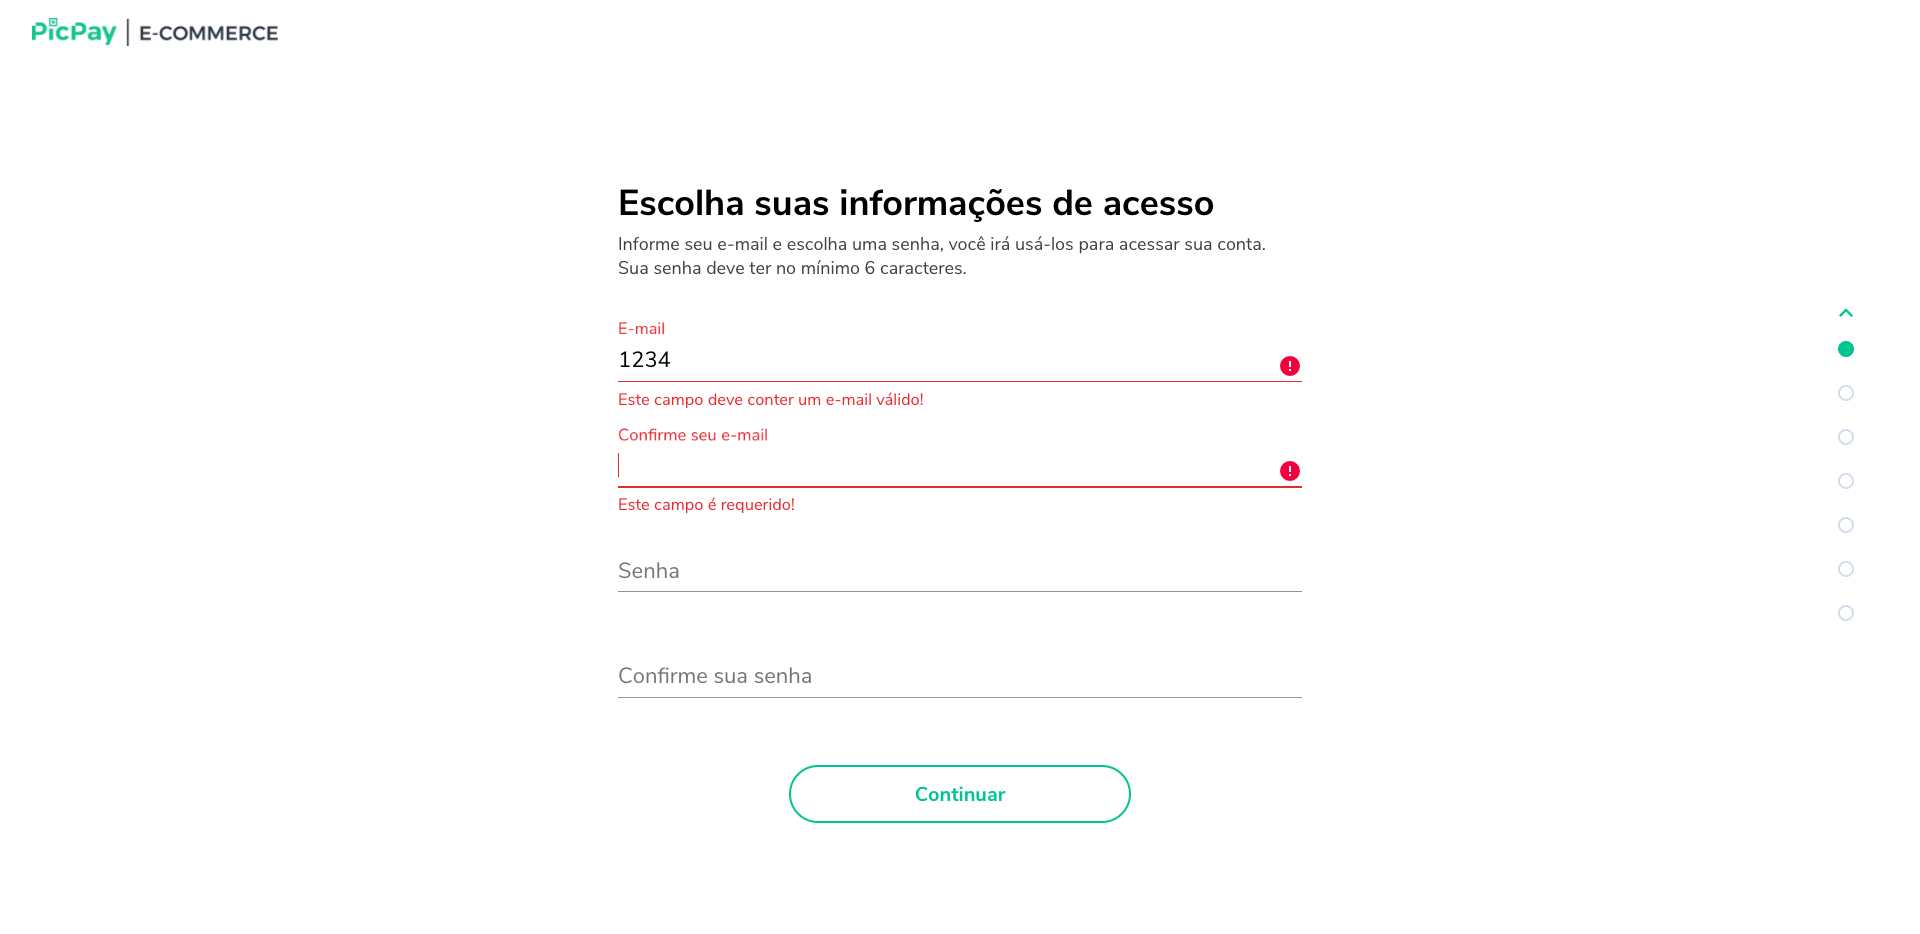 PicPay | E-COMMERCE
Escolha suas informações de acesso
Informe seu e-mail e escolha uma senha, você irá usá-los para acessar sua conta.
Sua senha deve ter no mínimo 6 caracteres.
E-mail
1234
Este campo deve conter um e-mail válido!
Confirme seu e-mail
Este campo é requerido!
Senha
Confirme sua senha
Continuar